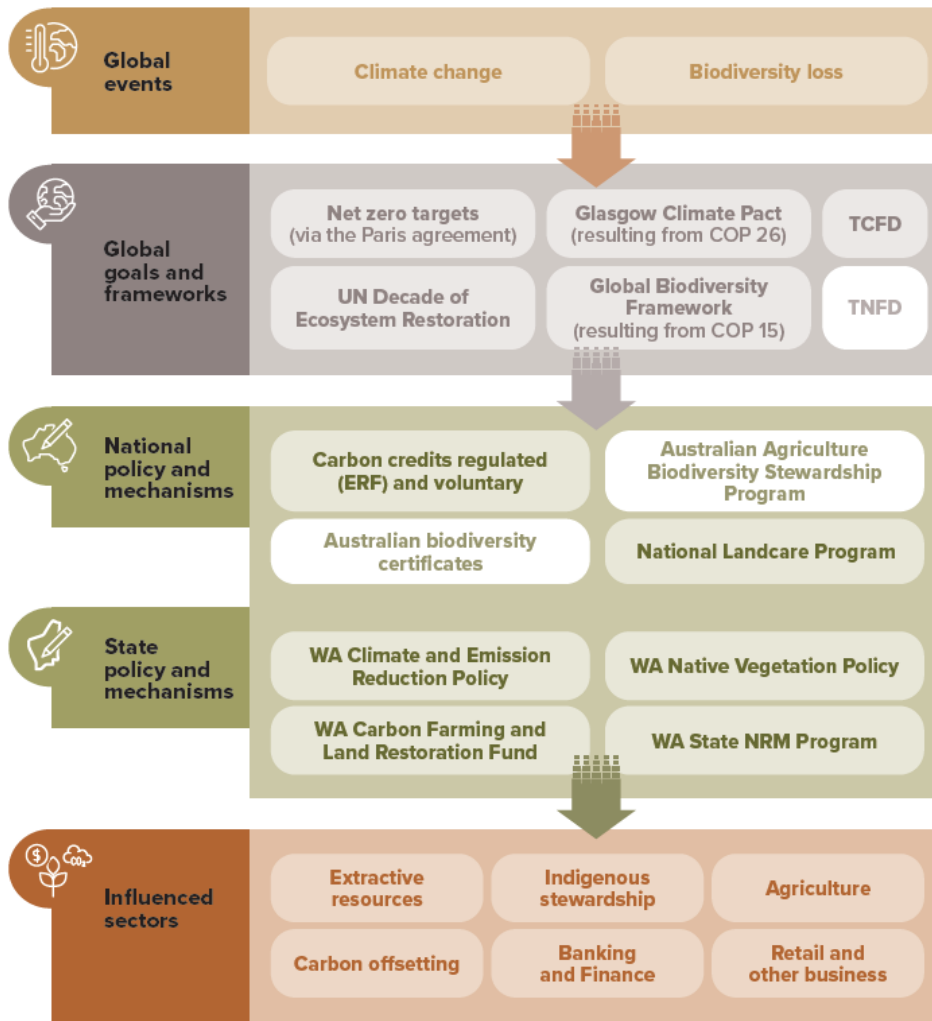 Global
events
Climate change
Biodiversity loss
Global
goals and
frameworks
Net zero targets
(via the Paris agreement)
Glasgow Climate Pact
(resulting from COP 26)
TCFD
UN Decade of
Ecosystem Restoration
Global Biodiversity
Framework
(resulting from COP 15)
TNFD
National
policy and
mechanisms
Carbon credits regulated
(ERF) and voluntary
Australian Agriculture
Biodiversity Stewardship
Program
Australian biodiversity
certificates
National Landcare Program
State
policy and
mechanisms
WA Climate and Emission
Reduction Policy
WA Native Vegetation Policy
WA Carbon Farming and
Land Restoration Fund
WA State NRM Program
$
CO2
Influenced
sectors
Extractive
resources
Indigenous
stewardship
Agriculture
Carbon offsetting
Banking
and Finance
Retail and
other business